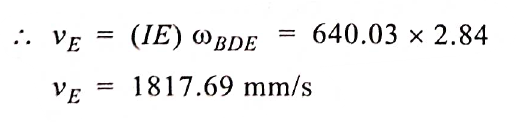 ∴ v_E = (IE) ω_BDE = 640.03 × 2.84
v_E = 1817.69 mm/s